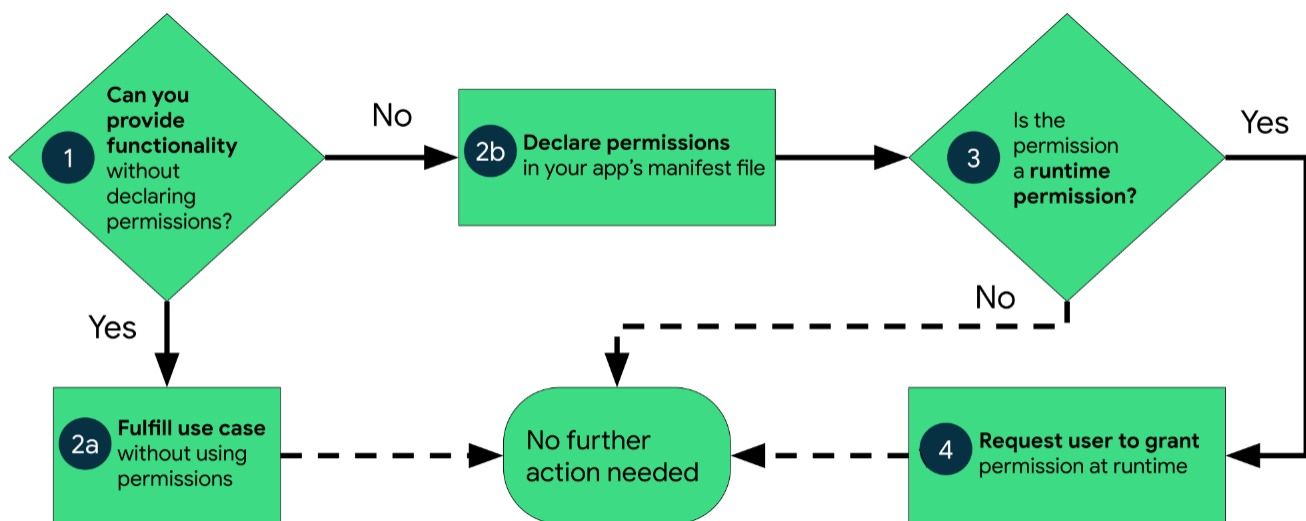 1
Can you
provide
functionality
without
declaring
permissions?
No
2b
Declare permissions
in your app's manifest file
3
Is the
permission
a runtime
permission?
Yes
Yes
No
2a
Fulfill use case
without using
permissions
No further
action needed
4
Request user to grant
permission at runtime